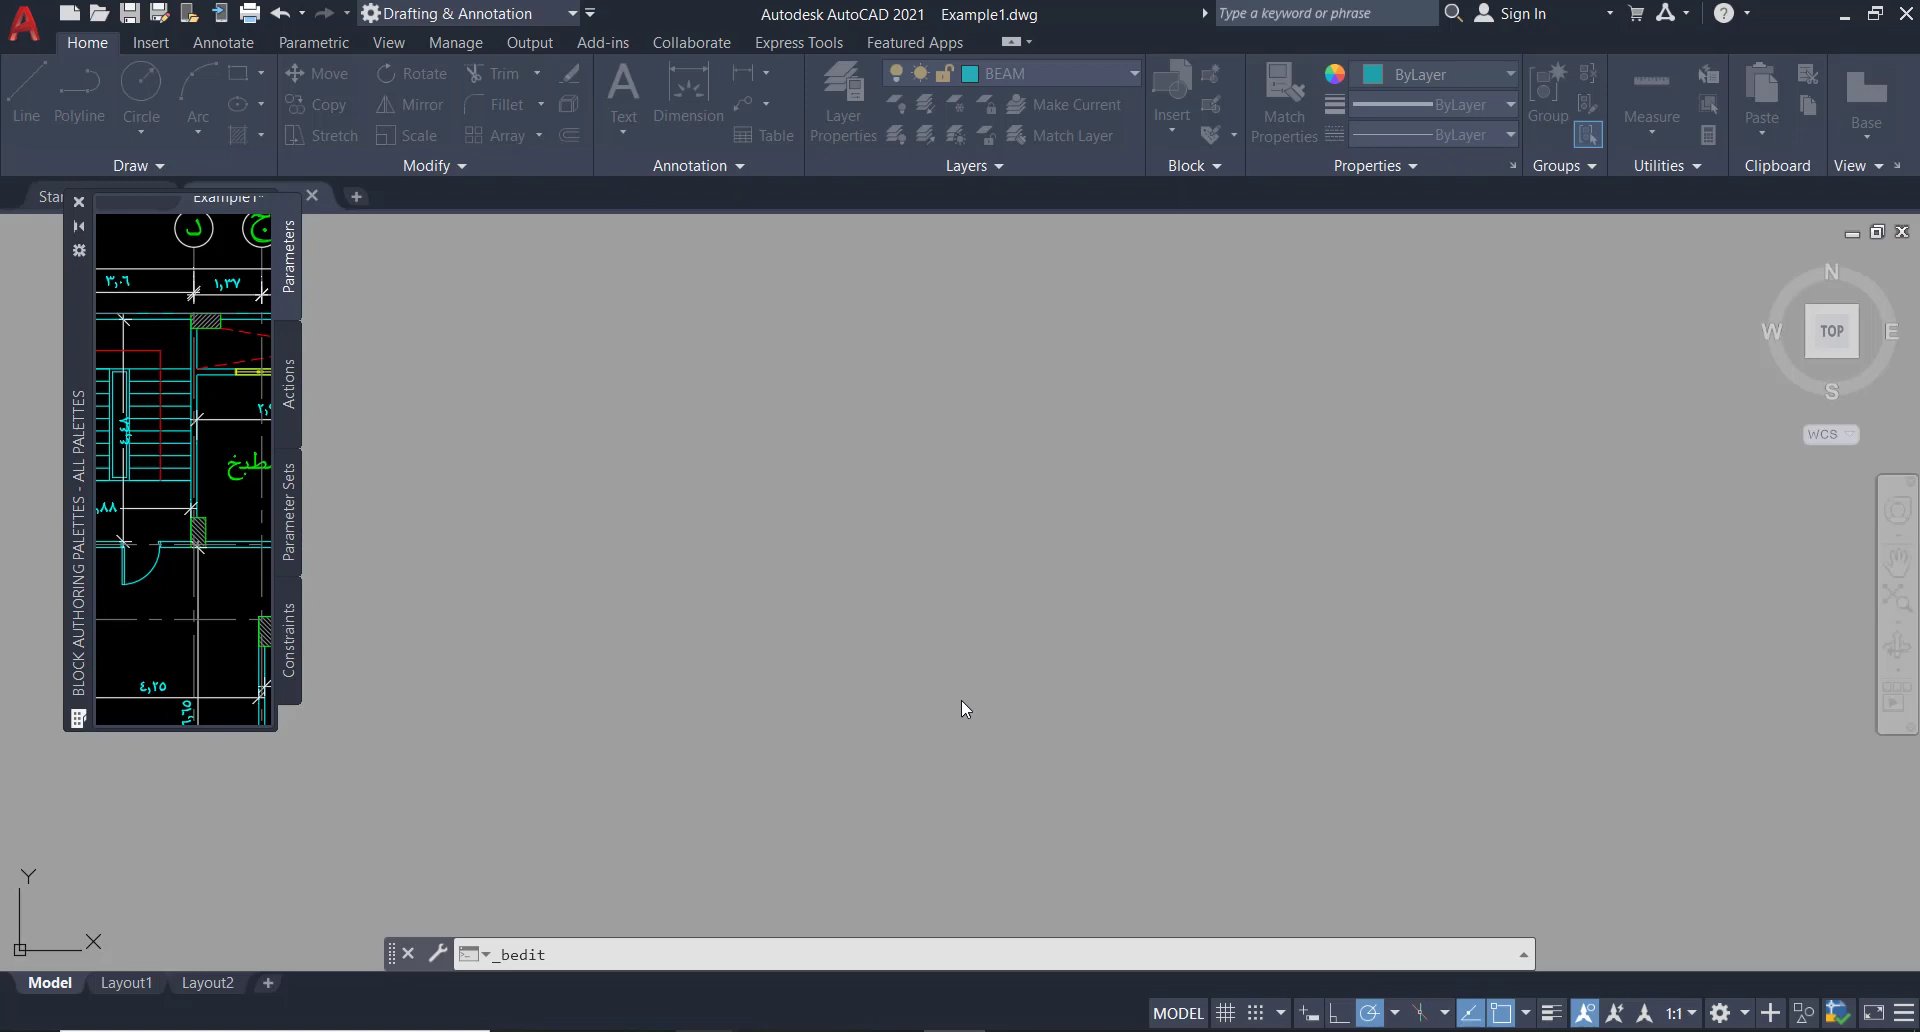 Drafting & Annotation
Autodesk AutoCAD 2021 Example1.dwg
Type a keyword or phrase
Sign In
Home Insert Annotate Parametric View Manage Output Add-ins Collaborate Express Tools Featured Apps
Line Polyline Circle Arc
Move Rotate Trim
Copy Mirror Fillet
Stretch Scale Array
Text Dimension Table
Layer Properties
BEAM
Make Current
Match Layer
Insert
Match Properties
ByLayer
ByLayer
ByLayer
Group
Measure
Paste
Base
Draw Modify Annotation Layers Block Properties Groups Utilities Clipboard View
Star
Example1*
Parameters
Actions
Parameter Sets
Constraints
BLOCK AUTHORING PALETTES - ALL PALETTES
د
ج
٣,٠٦
١,٣٧
٤,٢٥
N
W TOP E
S
WCS
Y
X
_bedit
Model Layout1 Layout2
MODEL
1:1